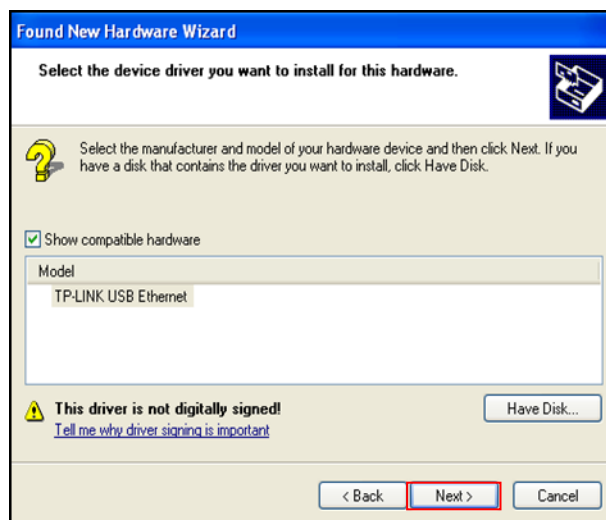 Found New Hardware Wizard
Select the device driver you want to install for this hardware.
Select the manufacturer and model of your hardware device and then click Next. If you
have a disk that contains the driver you want to install, click Have Disk.
Show compatible hardware
Model
TP-LINK USB Ethernet
This driver is not digitally signed!
Have Disk...
Tell me why driver signing is important
< Back
Next >
Cancel